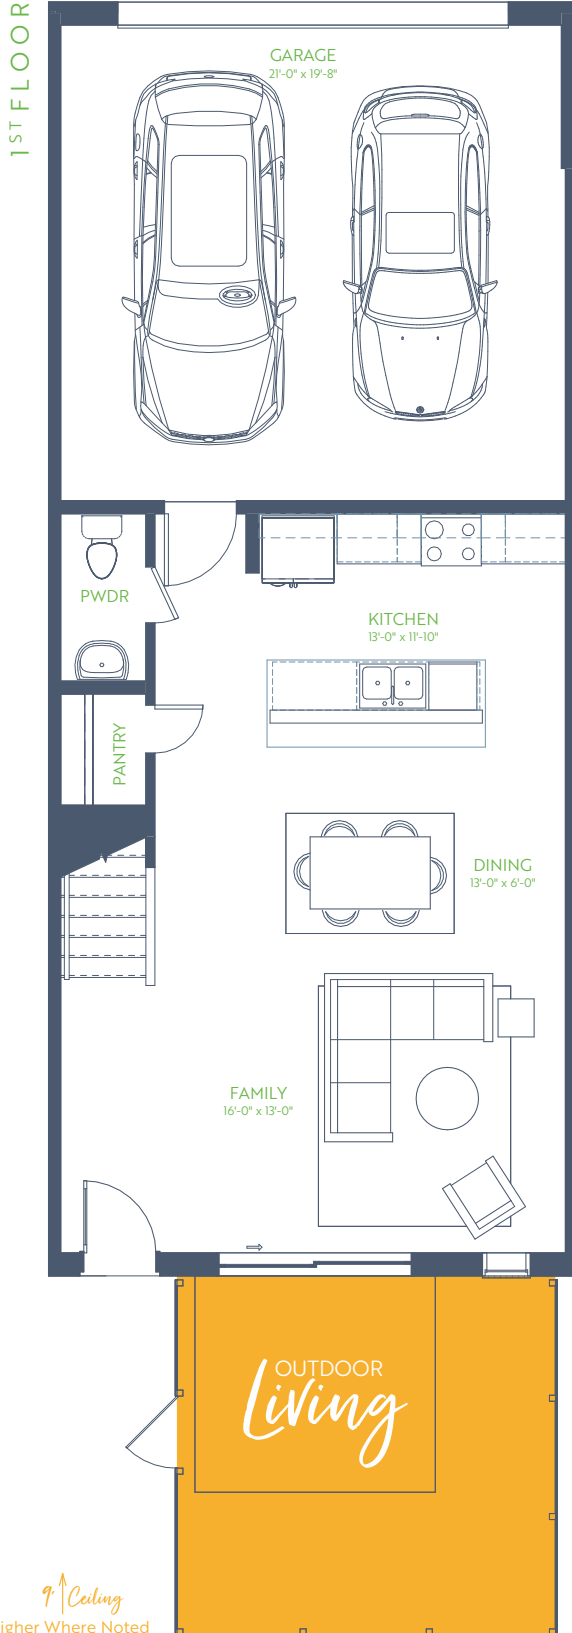 1ST FLOOR
GARAGE
21'-0" x 19'-8"
PWDR
KITCHEN
13'-0" x 11'-10"
PANTRY
DINING
13'-0" x 6'-0"
FAMILY
16'-0" x 13'-0"
OUTDOOR
Living
9' Ceiling
igher Where Noted